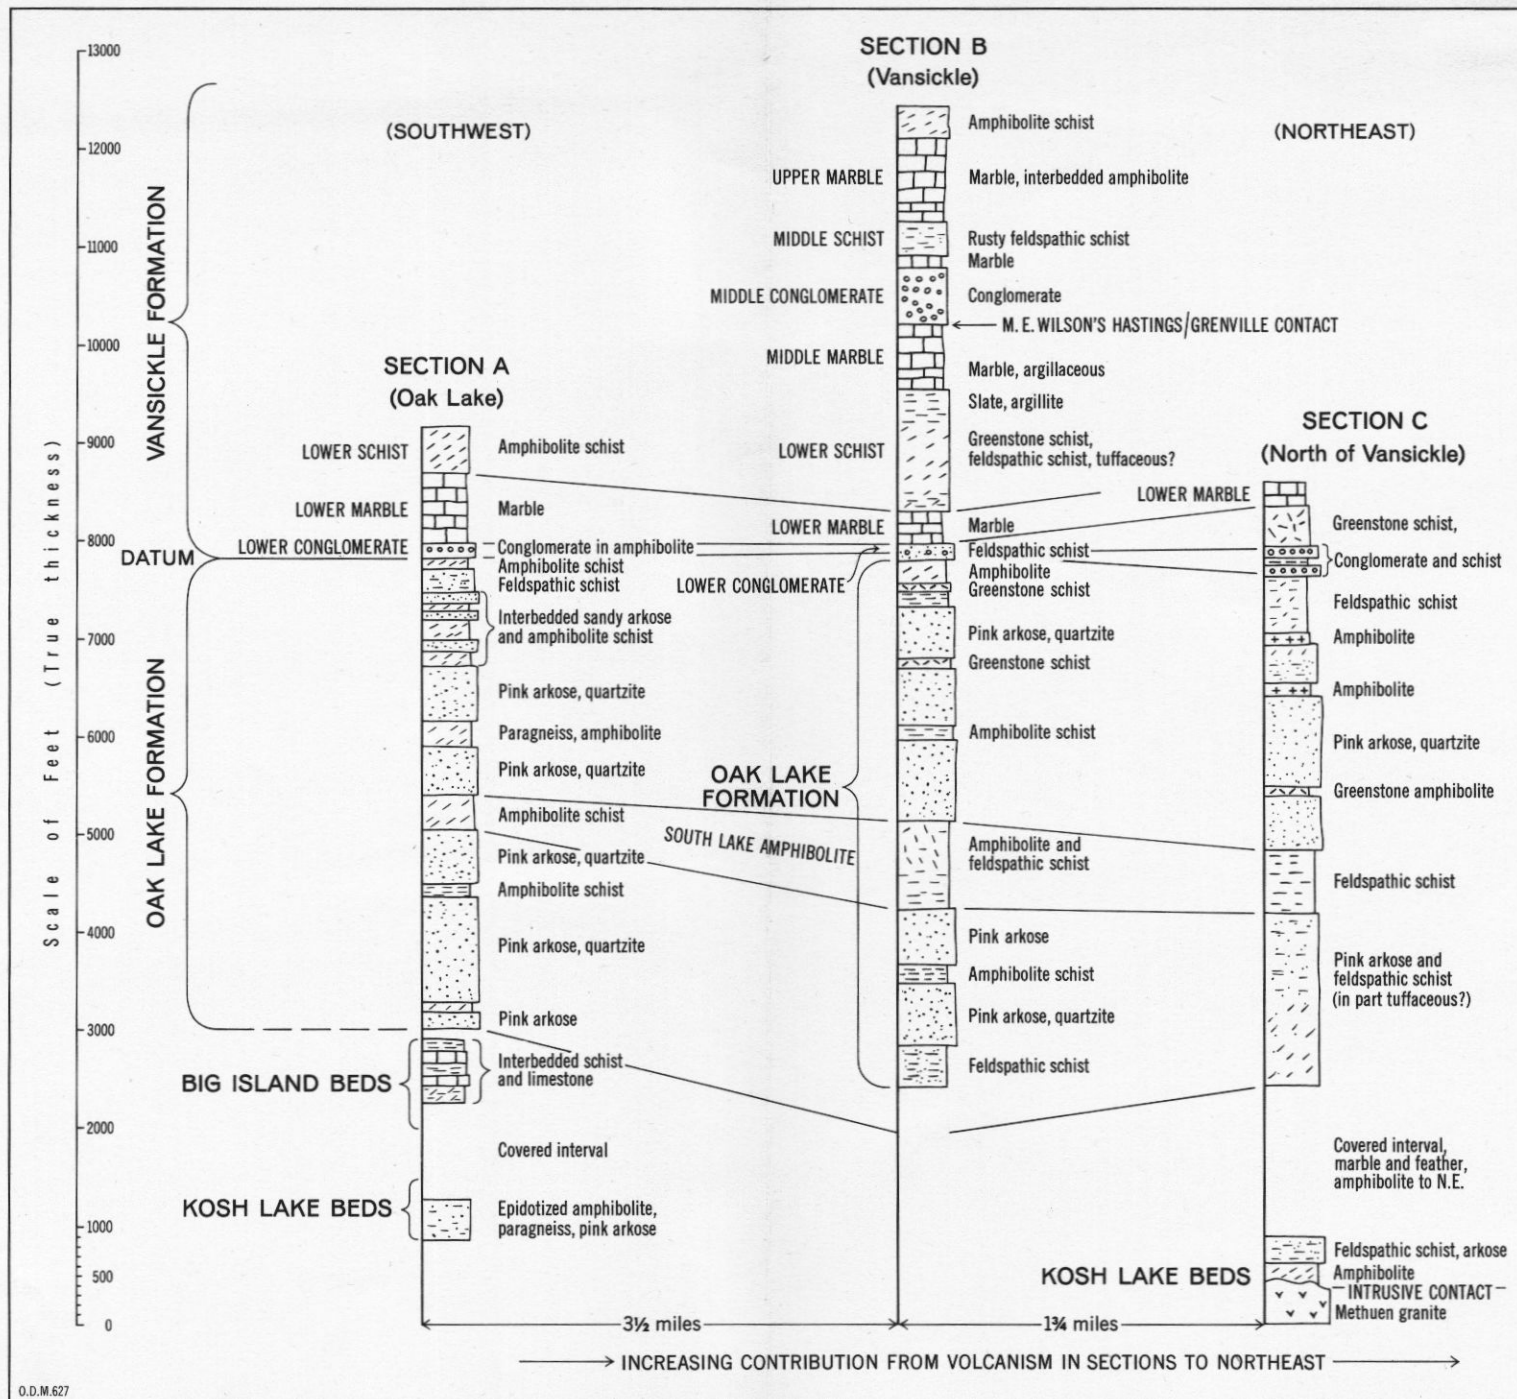 13000
12000
11000
10000
9000
8000
7000
6000
5000
4000
3000
2000
1000
500
0
Scale of Feet (True thickness)
VANSICKLE FORMATION
DATUM
OAK LAKE FORMATION
(SOUTHWEST)
SECTION A
(Oak Lake)
LOWER SCHIST
Amphibolite schist
LOWER MARBLE
Marble
LOWER CONGLOMERATE
Conglomerate in amphibolite
Amphibolite schist
Feldspathic schist
Interbedded sandy arkose
and amphibolite schist
Pink arkose, quartzite
Paragneiss, amphibolite
Pink arkose, quartzite
Amphibolite schist
Pink arkose, quartzite
Amphibolite schist
Pink arkose, quartzite
Pink arkose
BIG ISLAND BEDS
Interbedded schist
and limestone
Covered interval
KOSH LAKE BEDS
Epidotized amphibolite,
paragneiss, pink arkose
SECTION B
(Vansickle)
Amphibolite schist
UPPER MARBLE
Marble, interbedded amphibolite
MIDDLE SCHIST
Rusty feldspathic schist
Marble
MIDDLE CONGLOMERATE
Conglomerate
M. E. WILSON'S HASTINGS/GRENVILLE CONTACT
MIDDLE MARBLE
Marble, argillaceous
Slate, argillite
LOWER SCHIST
Greenstone schist,
feldspathic schist, tuffaceous?
LOWER MARBLE
Marble
Feldspathic schist
LOWER CONGLOMERATE
Amphibolite
Greenstone schist
Pink arkose, quartzite
Greenstone schist
Amphibolite schist
OAK LAKE
FORMATION
SOUTH LAKE AMPHIBOLITE
Amphibolite and
feldspathic schist
Pink arkose
Amphibolite schist
Pink arkose, quartzite
Feldspathic schist
(NORTHEAST)
SECTION C
(North of Vansickle)
LOWER MARBLE
Greenstone schist,
Conglomerate and schist
Feldspathic schist
Amphibolite
Amphibolite
Pink arkose, quartzite
Greenstone amphibolite
Feldspathic schist
Pink arkose and
feldspathic schist
(in part tuffaceous?)
Covered interval,
marble and feather,
amphibolite to N.E.
Feldspathic schist, arkose
KOSH LAKE BEDS
Amphibolite
INTRUSIVE CONTACT
Methuen granite
3½ miles
1¾ miles
INCREASING CONTRIBUTION FROM VOLCANISM IN SECTIONS TO NORTHEAST
O.D.M.627